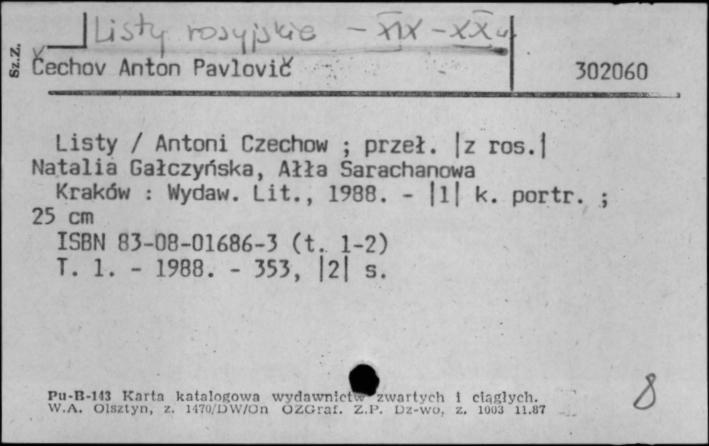 Listy rosyjskie - XIX - XX w.
Sz.Z.
Čechov Anton Pavlovič
302060
Listy / Antoni Czechow ; przeł. |z ros.|
Natalia Gałczyńska, Ałła Sarachanowa
Kraków : Wydaw. Lit., 1988. - |1| k. portr. ;
25 cm
ISBN 83-08-01686-3 (t. 1-2)
T. 1. - 1988. - 353, |2| s.
Pu-B-143 Karta katalogowa wydawnictw zwartych i ciągłych.
W.A. Olsztyn, z. 1470/DW/On OZGraf. Z.P. Dz-wo, z. 1003 11.87
8